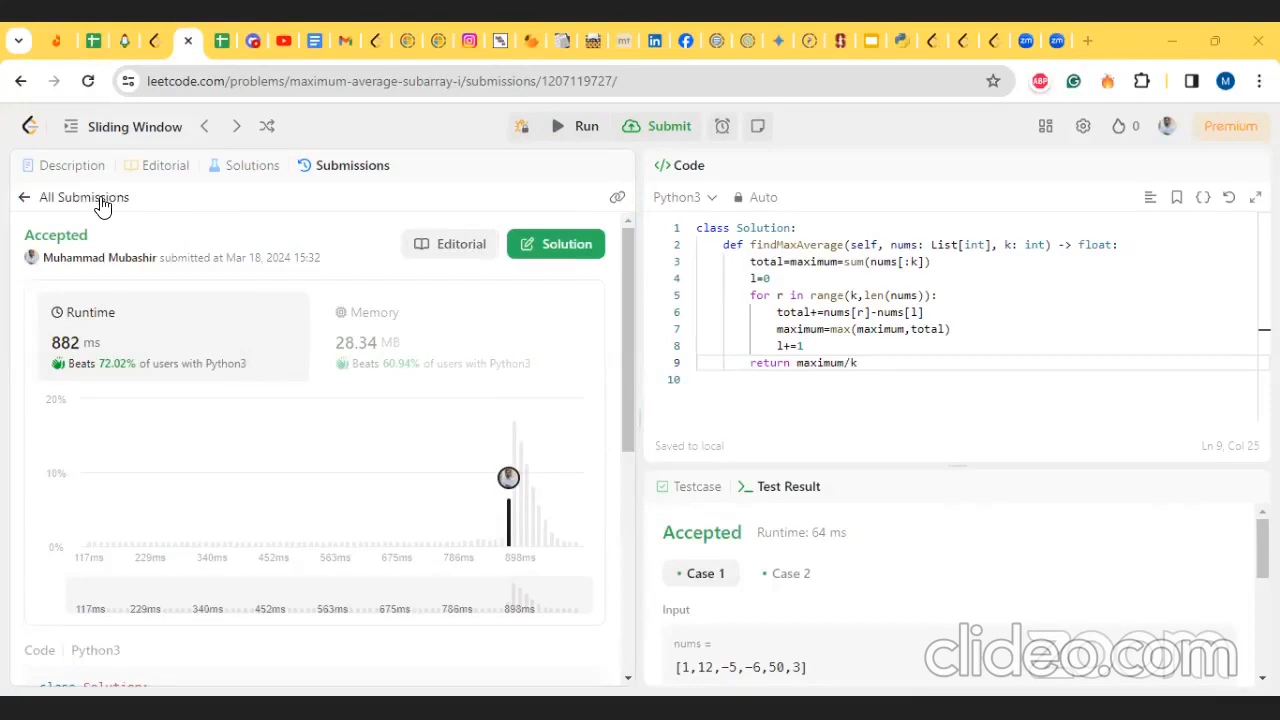 leetcode.com/problems/maximum-average-subarray-i/submissions/1207119727/
ABP
M
Sliding Window
Run
Submit
0
Premium
Description
Editorial
Solutions
Submissions
All Submissions
Accepted
Muhammad Mubashir submitted at Mar 18, 2024 15:32
Editorial
Solution
Runtime
882 ms
Beats 72.02% of users with Python3
Memory
28.34 MB
Beats 60.94% of users with Python3
20%
10%
0%
117ms 229ms 340ms 452ms 563ms 675ms 786ms 898ms
117ms 229ms 340ms 452ms 563ms 675ms 786ms 898ms
Code | Python3
class Solution:
</> Code
Python3
Auto
1 class Solution:
2 def findMaxAverage(self, nums: List[int], k: int) -> float:
3 total=maximum=sum(nums[:k])
4 l=0
5 for r in range(k,len(nums)):
6 total+=nums[r]-nums[l]
7 maximum=max(maximum,total)
8 l+=1
9 return maximum/k
10
Saved to local
Ln 9, Col 25
Testcase
>_ Test Result
Accepted Runtime: 64 ms
• Case 1 • Case 2
Input
nums =
[1,12,-5,-6,50,3]
zoom
clideo.com